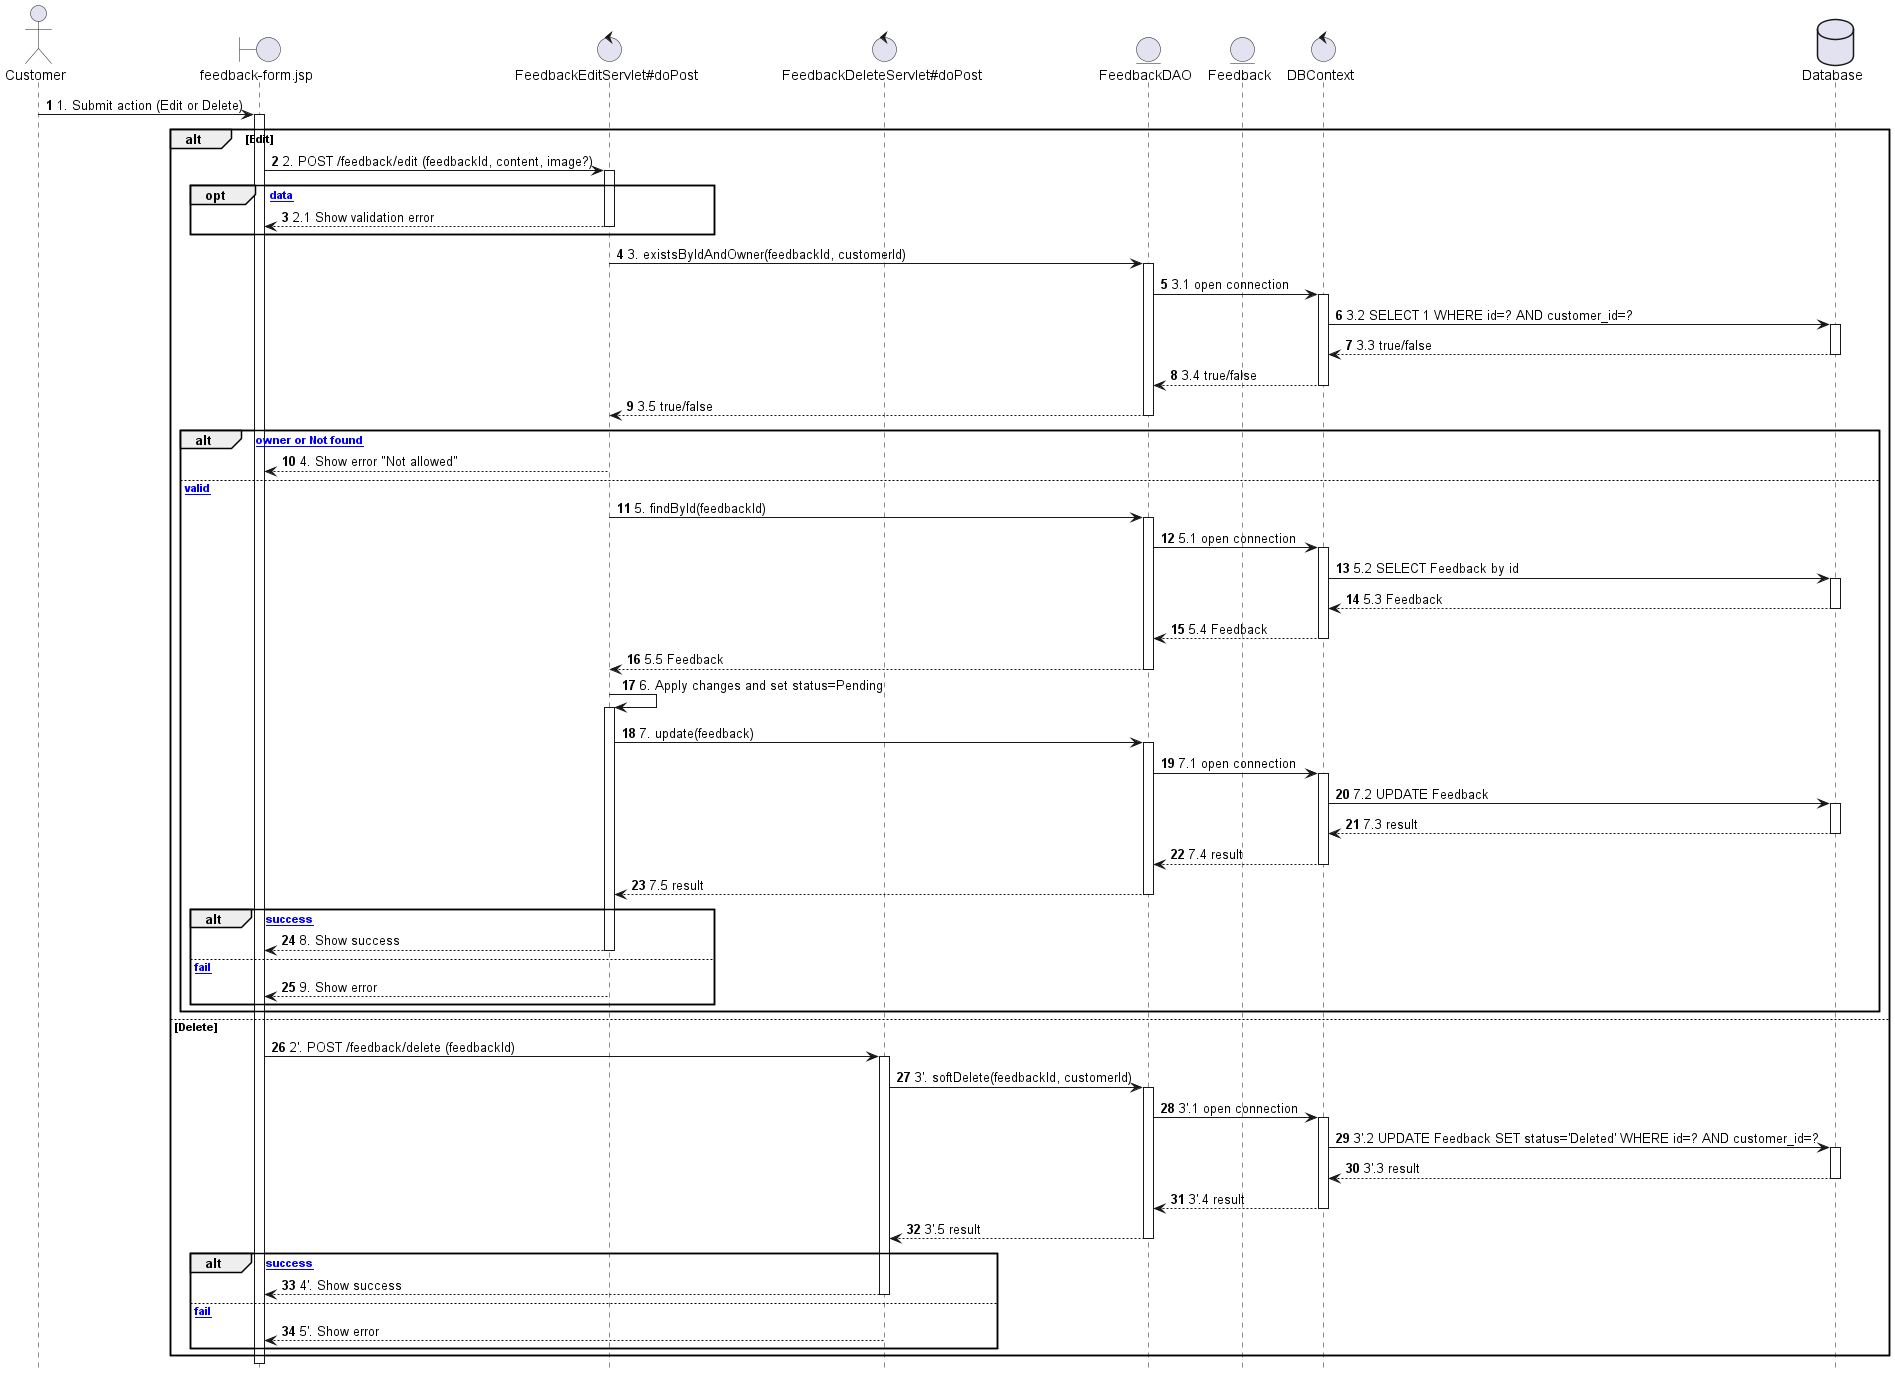 Customer
feedback-form.jsp
FeedbackEditServlet#doPost
FeedbackDeleteServlet#doPost
FeedbackDAO
Feedback
DBContext
Database
1 1. Submit action (Edit or Delete)
alt [Edit]
2 2. POST /feedback/edit (feedbackId, content, image?)
opt data
3 2.1 Show validation error
4 3. existsByIdAndOwner(feedbackId, customerId)
5 3.1 open connection
6 3.2 SELECT 1 WHERE id=? AND customer_id=?
7 3.3 true/false
8 3.4 true/false
9 3.5 true/false
alt owner or Not found
10 4. Show error "Not allowed"
valid
11 5. findById(feedbackId)
12 5.1 open connection
13 5.2 SELECT Feedback by id
14 5.3 Feedback
15 5.4 Feedback
16 5.5 Feedback
17 6. Apply changes and set status=Pending
18 7. update(feedback)
19 7.1 open connection
20 7.2 UPDATE Feedback
21 7.3 result
22 7.4 result
23 7.5 result
alt success
24 8. Show success
fail
25 9. Show error
[Delete]
26 2'. POST /feedback/delete (feedbackId)
27 3'. softDelete(feedbackId, customerId)
28 3'.1 open connection
29 3'.2 UPDATE Feedback SET status='Deleted' WHERE id=? AND customer_id=?
30 3'.3 result
31 3'.4 result
32 3'.5 result
alt success
33 4'. Show success
fail
34 5'. Show error